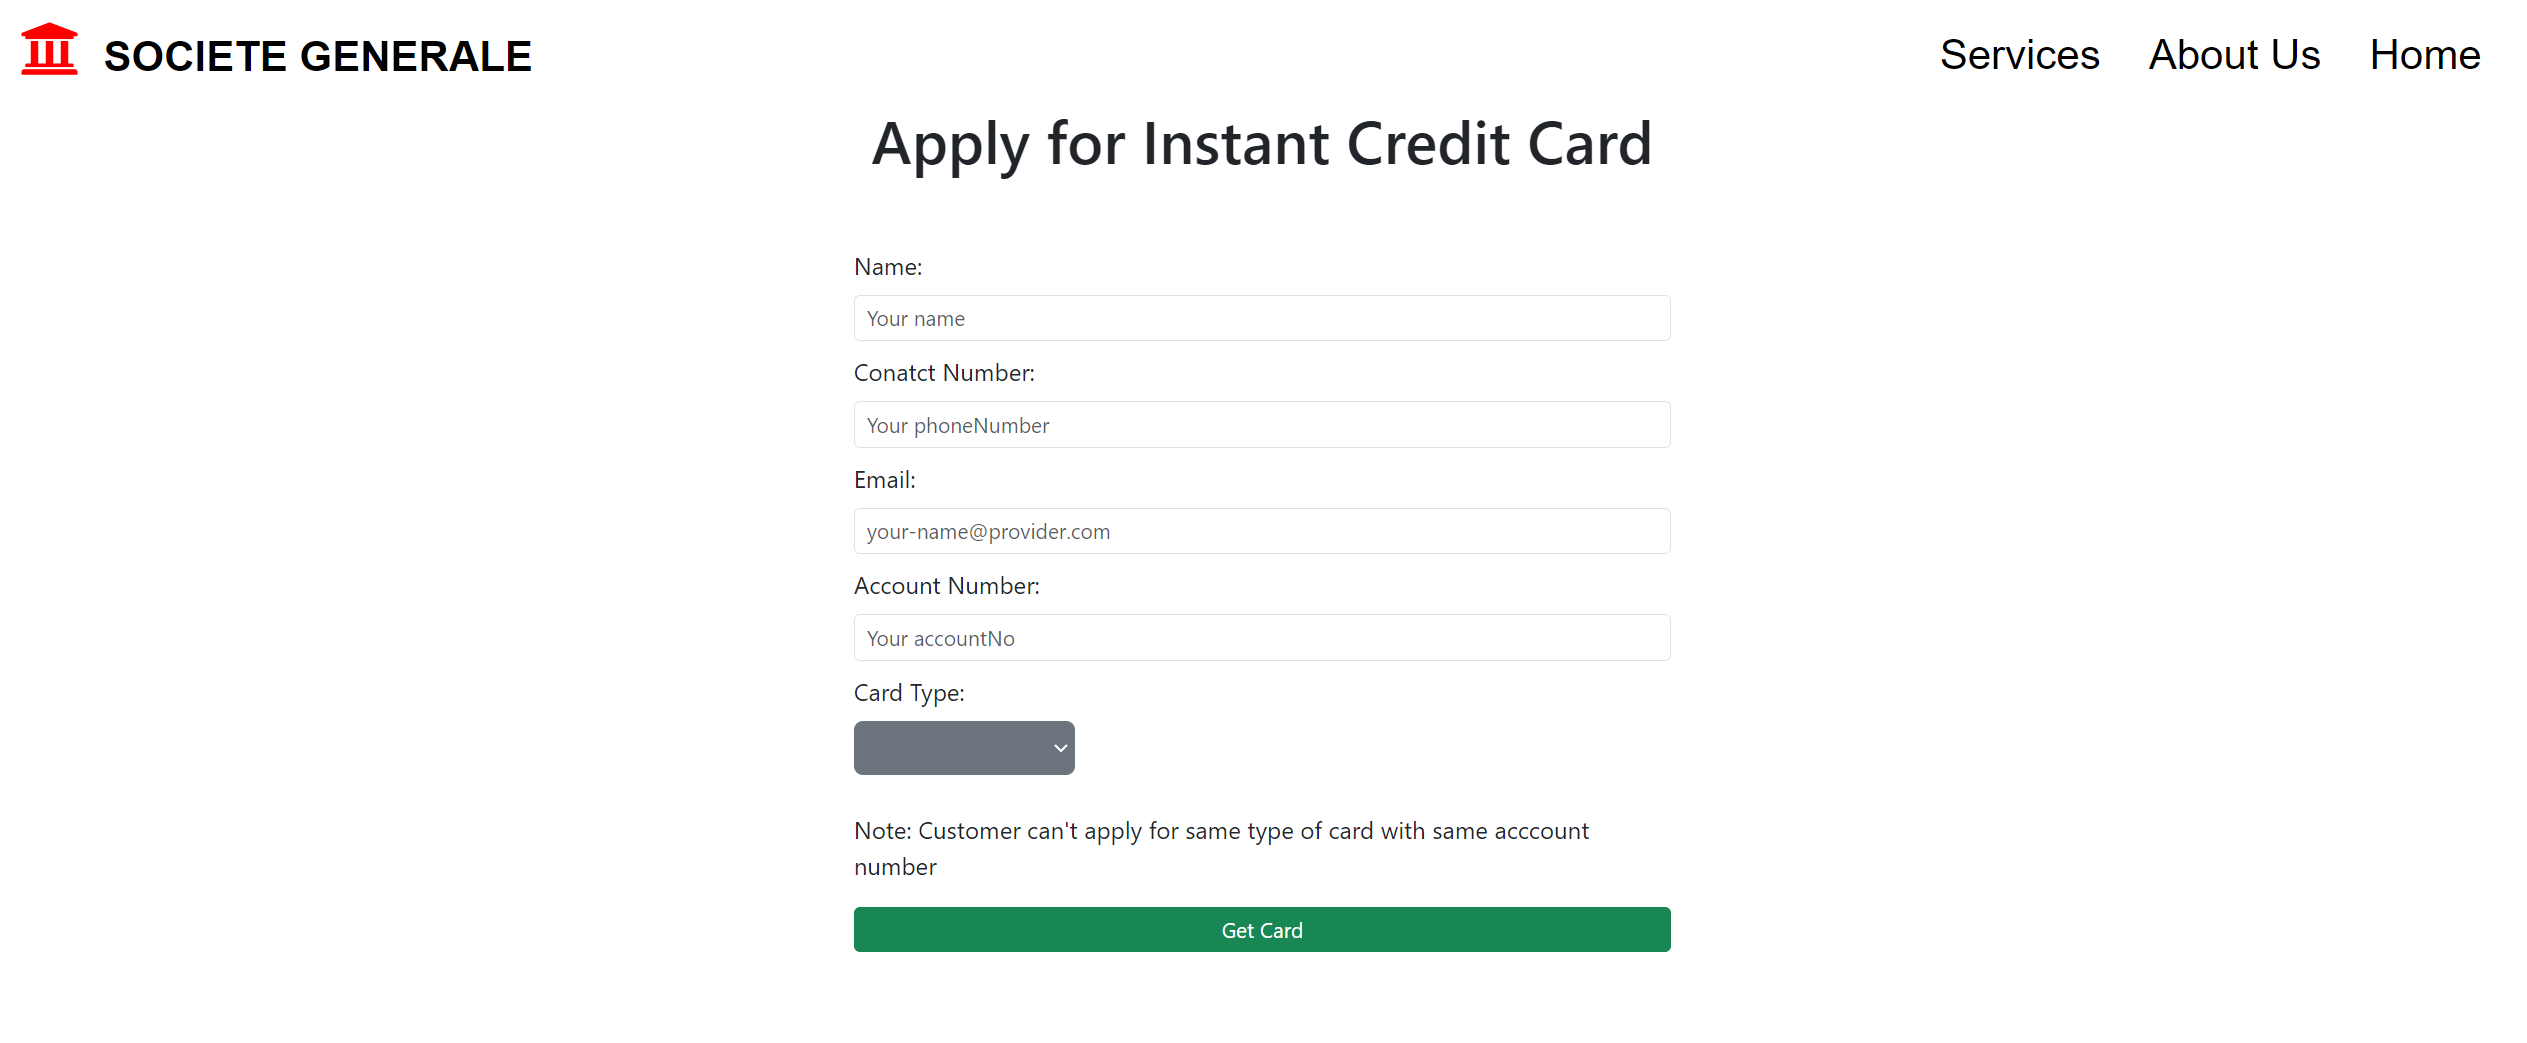 SOCIETE GENERALE
Services About Us Home
Apply for Instant Credit Card
Name:
Your name
Conatct Number:
Your phoneNumber
Email:
your-name@provider.com
Account Number:
Your accountNo
Card Type:
Note: Customer can't apply for same type of card with same acccount
number
Get Card